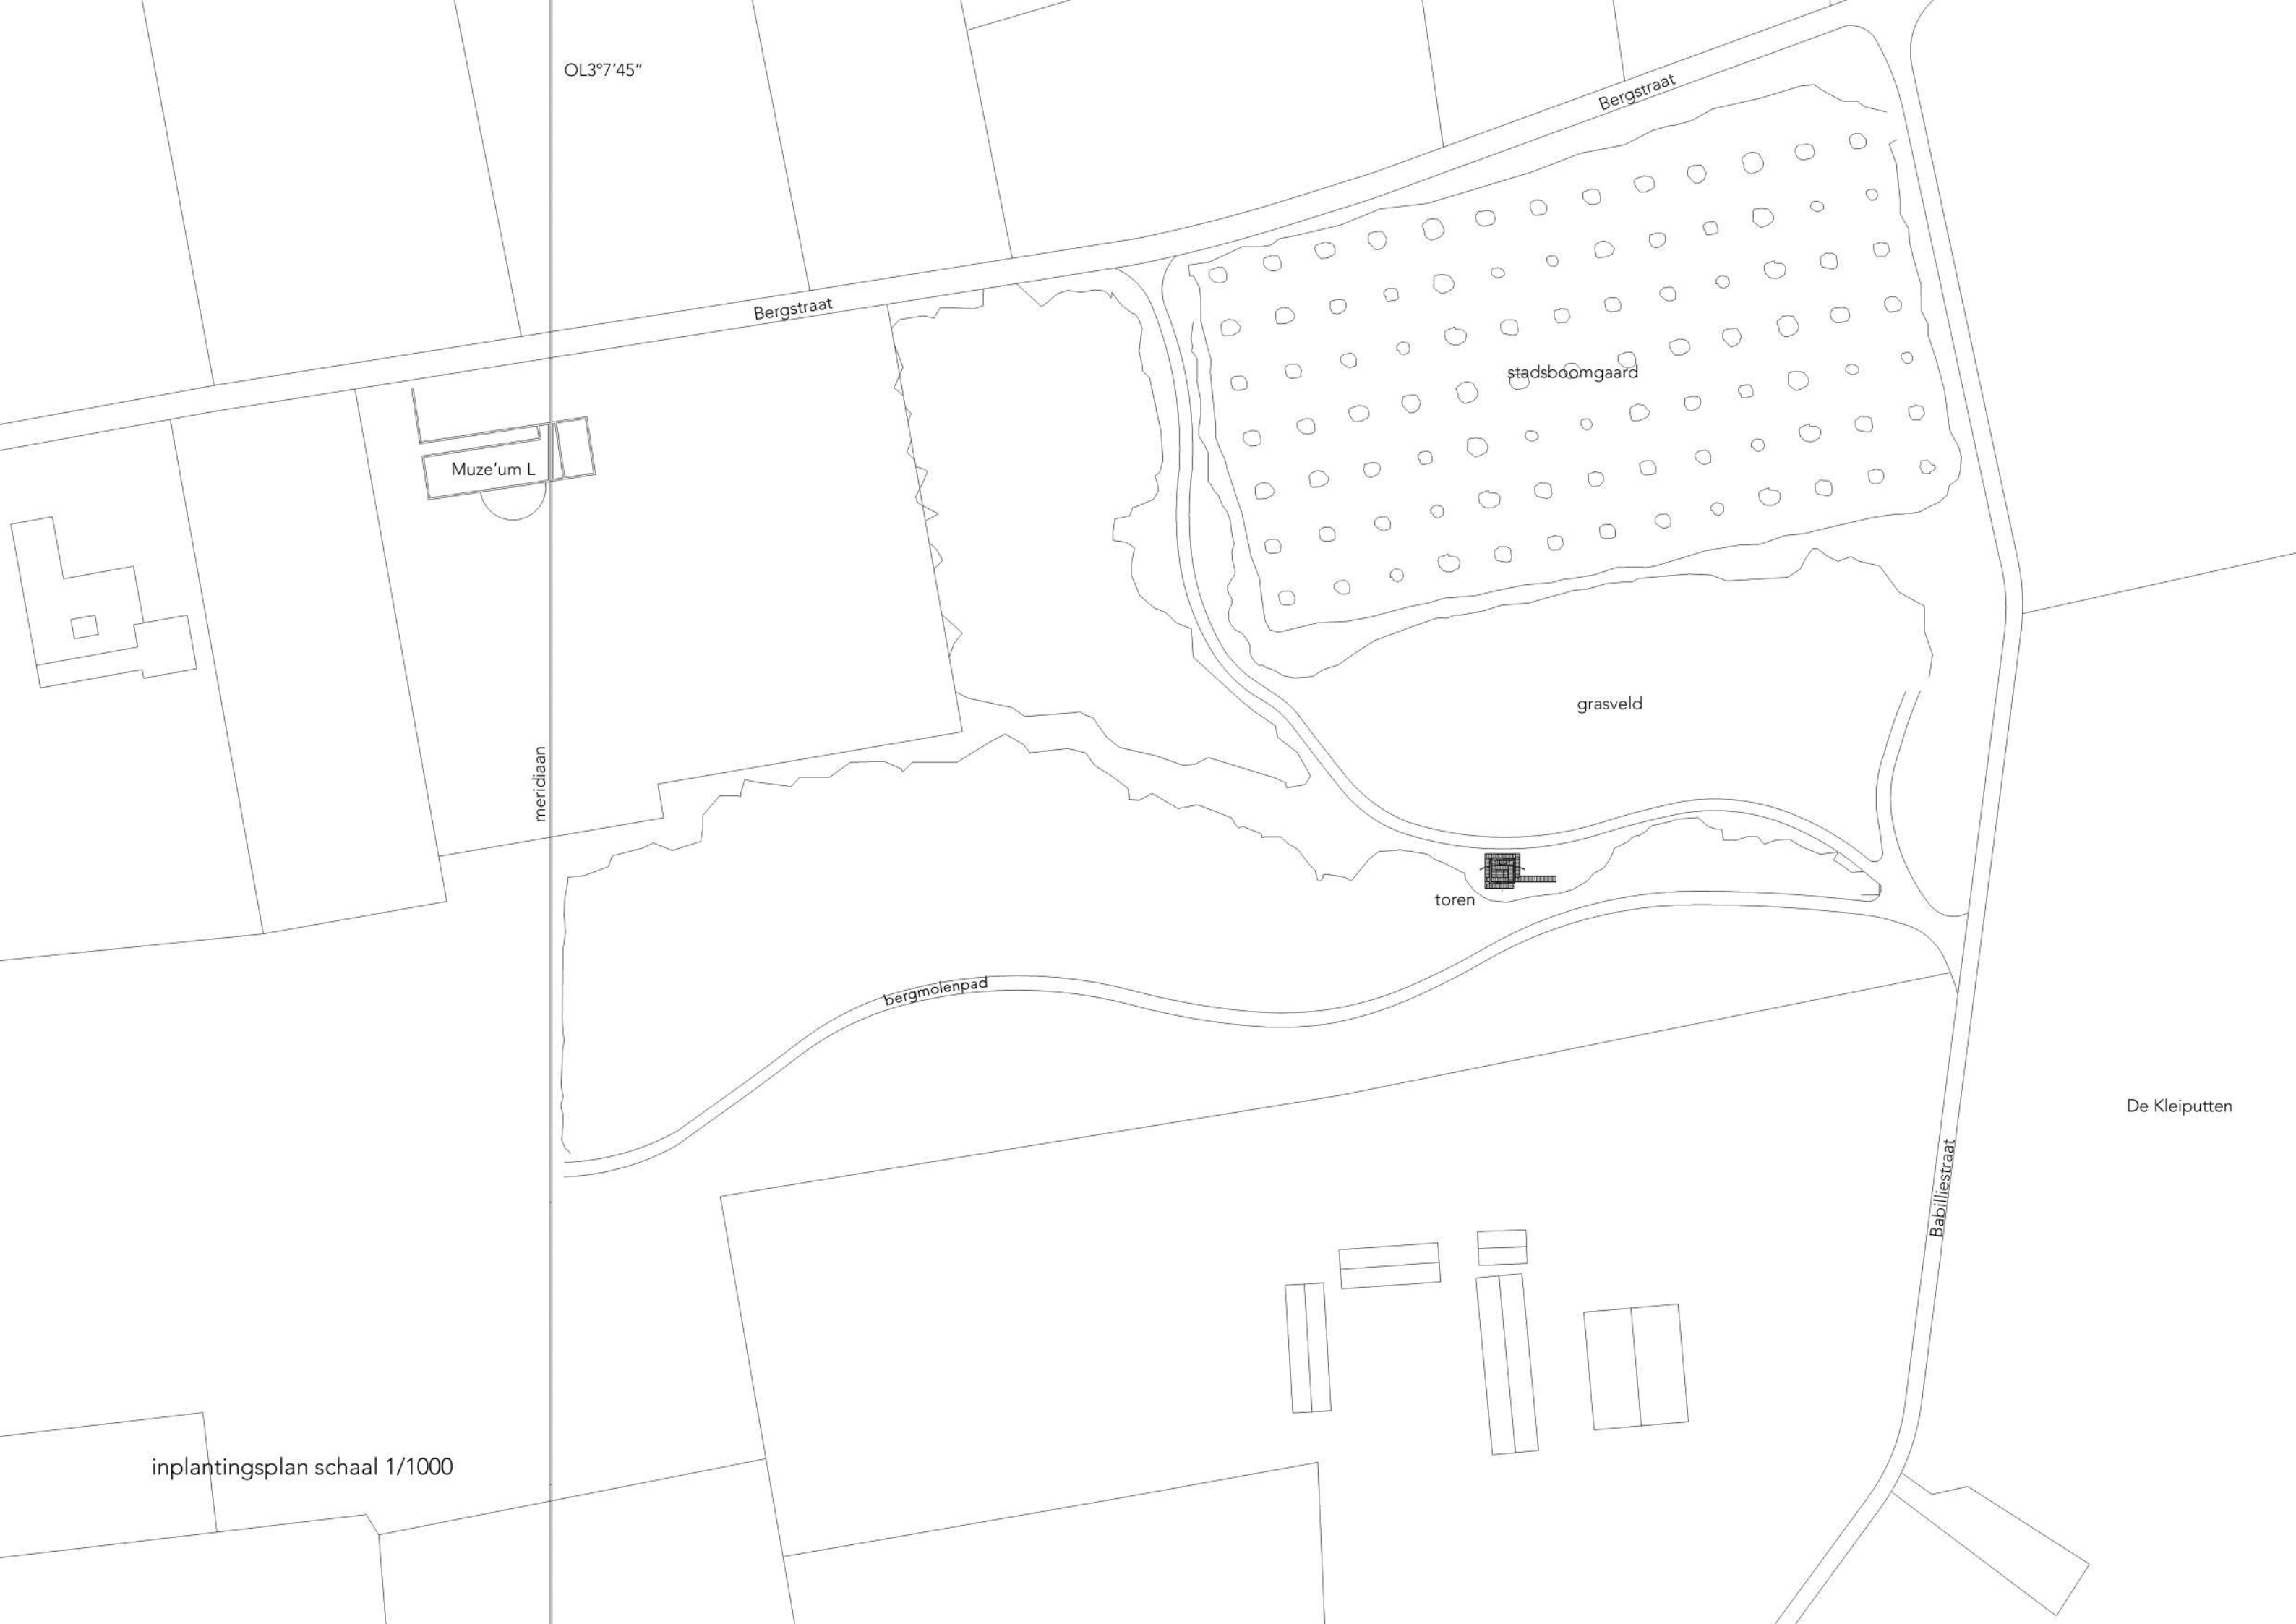 OL3°7'45"
Bergstraat
Bergstraat
stadsboomgaard
Muze'um L
grasveld
meridiaan
toren
bergmolenpad
De Kleiputten
Babilliestraat
inplantingsplan schaal 1/1000